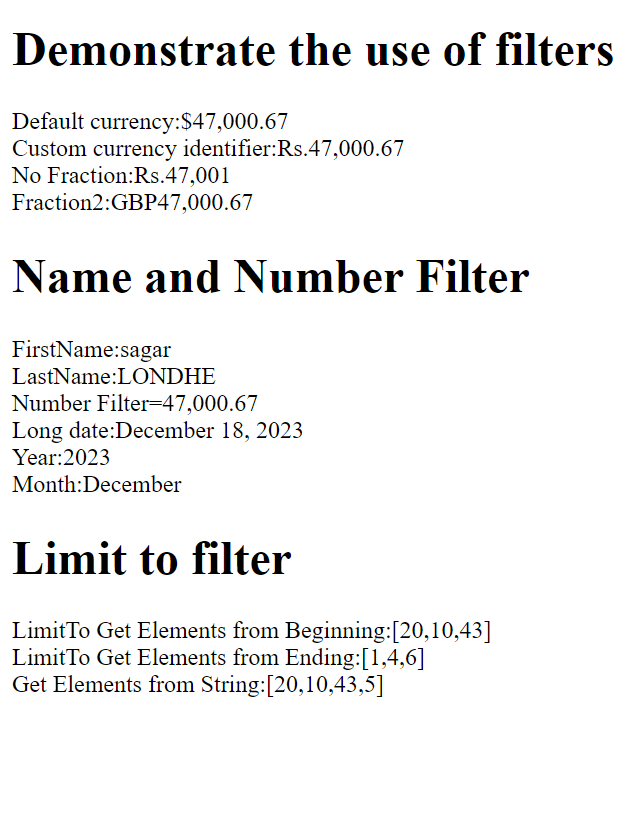 Demonstrate the use of filters
Default currency:$47,000.67
Custom currency identifier:Rs.47,000.67
No Fraction:Rs.47,001
Fraction2:GBP47,000.67
Name and Number Filter
FirstName:sagar
LastName:LONDHE
Number Filter=47,000.67
Long date:December 18, 2023
Year:2023
Month:December
Limit to filter
LimitTo Get Elements from Beginning:[20,10,43]
LimitTo Get Elements from Ending:[1,4,6]
Get Elements from String:[20,10,43,5]